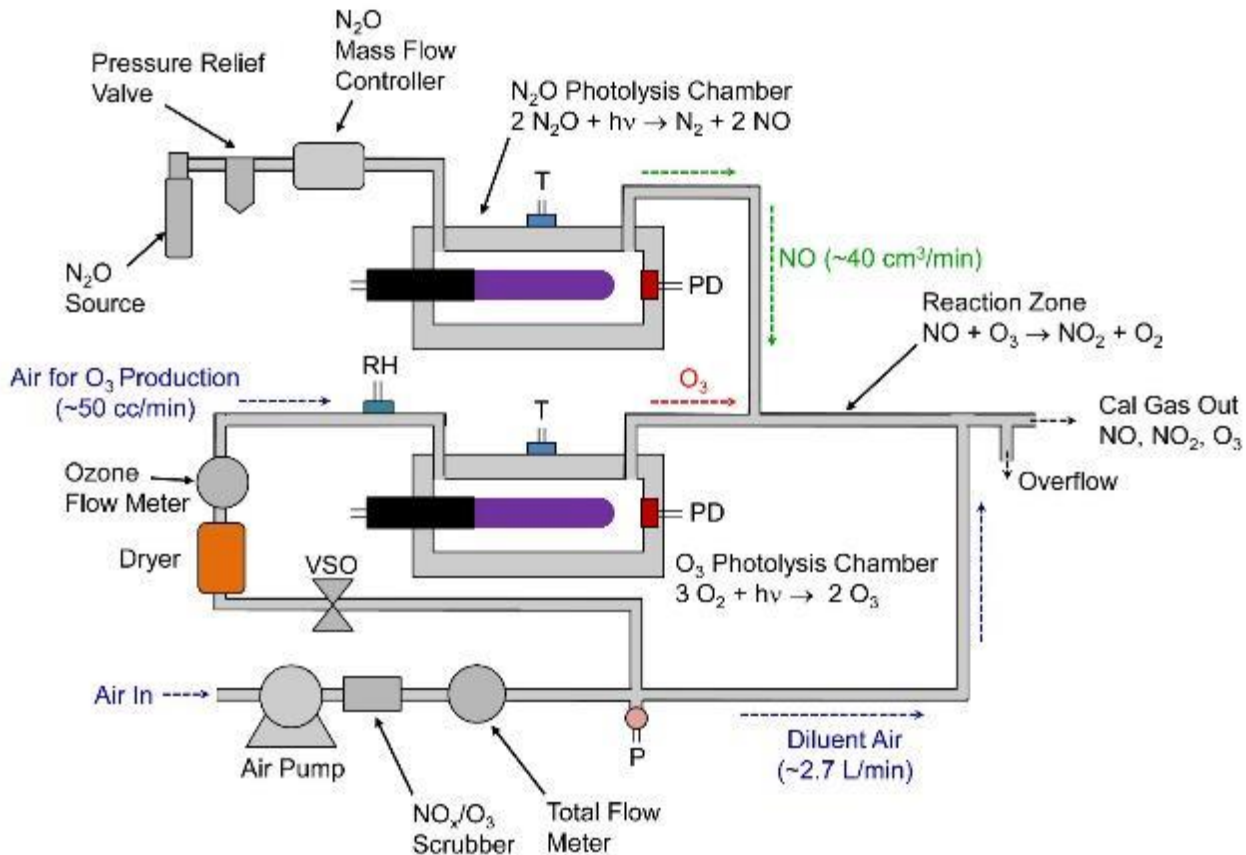 N₂O
Mass Flow
Controller
Pressure Relief
Valve
N₂O Photolysis Chamber
2 N₂O + hν → N₂ + 2 NO
T
NO (~40 cm³/min)
PD
N₂O
Source
Reaction Zone
NO + O₃ → NO₂ + O₂
RH
Air for O₃ Production
(~50 cc/min)
O₃
T
Cal Gas Out
NO, NO₂, O₃
Ozone
Flow Meter
Overflow
PD
Dryer
VSO
O₃ Photolysis Chamber
3 O₂ + hν → 2 O₃
Air In
P
Diluent Air
(~2.7 L/min)
Air Pump
NOₓ/O₃
Scrubber
Total Flow
Meter